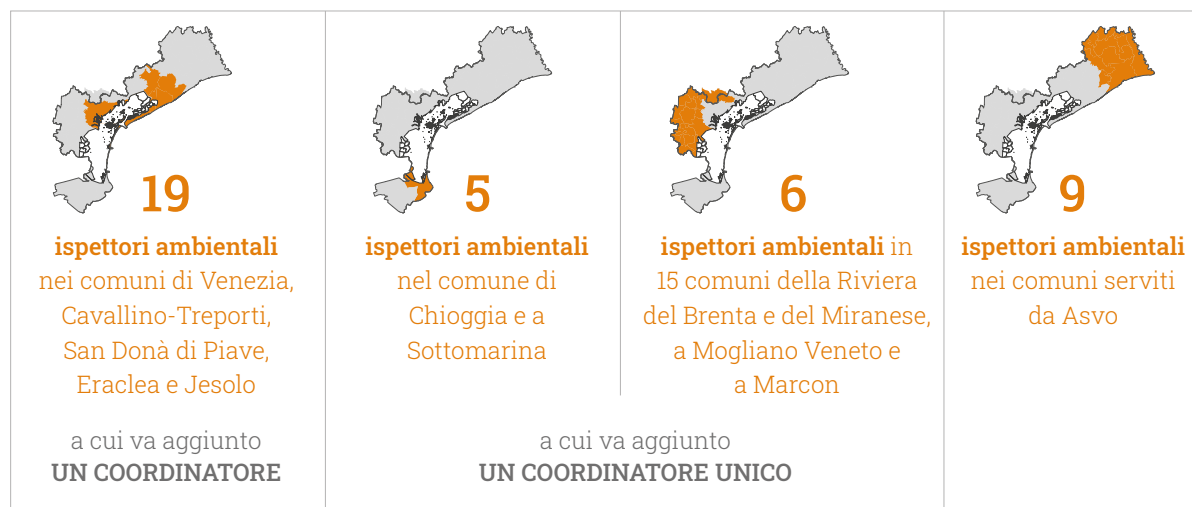 19
ispettori ambientali
nei comuni di Venezia,
Cavallino-Treporti,
San Donà di Piave,
Eraclea e Jesolo
a cui va aggiunto
UN COORDINATORE
5
ispettori ambientali
nel comune di
Chioggia e a
Sottomarina
6
ispettori ambientali in
15 comuni della Riviera
del Brenta e del Miranese,
a Mogliano Veneto e
a Marcon
a cui va aggiunto
UN COORDINATORE UNICO
9
ispettori ambientali
nei comuni serviti
da Asvo